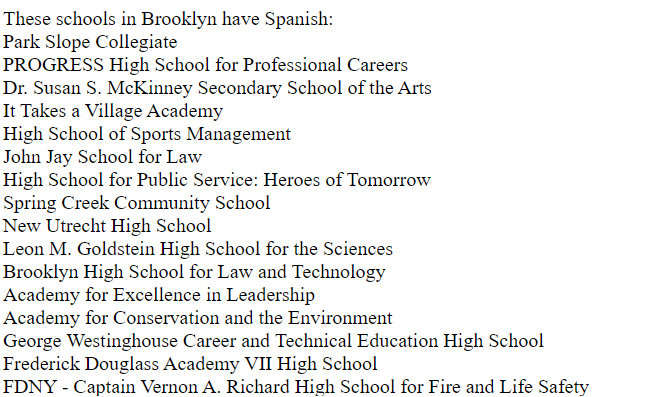 These schools in Brooklyn have Spanish:
Park Slope Collegiate
PROGRESS High School for Professional Careers
Dr. Susan S. McKinney Secondary School of the Arts
It Takes a Village Academy
High School of Sports Management
John Jay School for Law
High School for Public Service: Heroes of Tomorrow
Spring Creek Community School
New Utrecht High School
Leon M. Goldstein High School for the Sciences
Brooklyn High School for Law and Technology
Academy for Excellence in Leadership
Academy for Conservation and the Environment
George Westinghouse Career and Technical Education High School
Frederick Douglass Academy VII High School
FDNY - Captain Vernon A. Richard High School for Fire and Life Safety